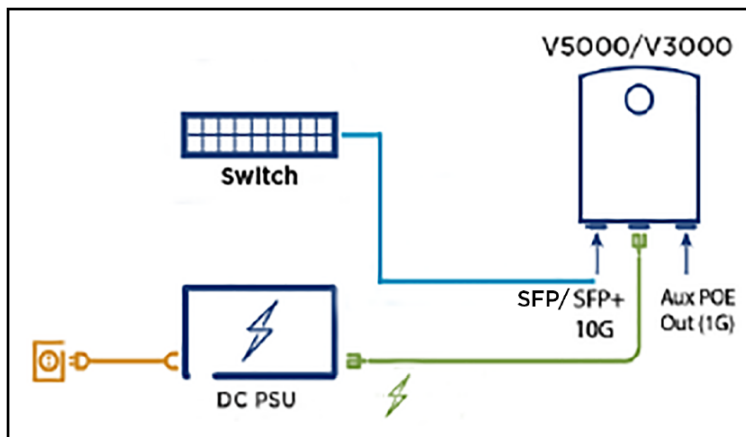 V5000/V3000
Switch
SFP/SFP+
10G
Aux POE
Out (1G)
DC PSU